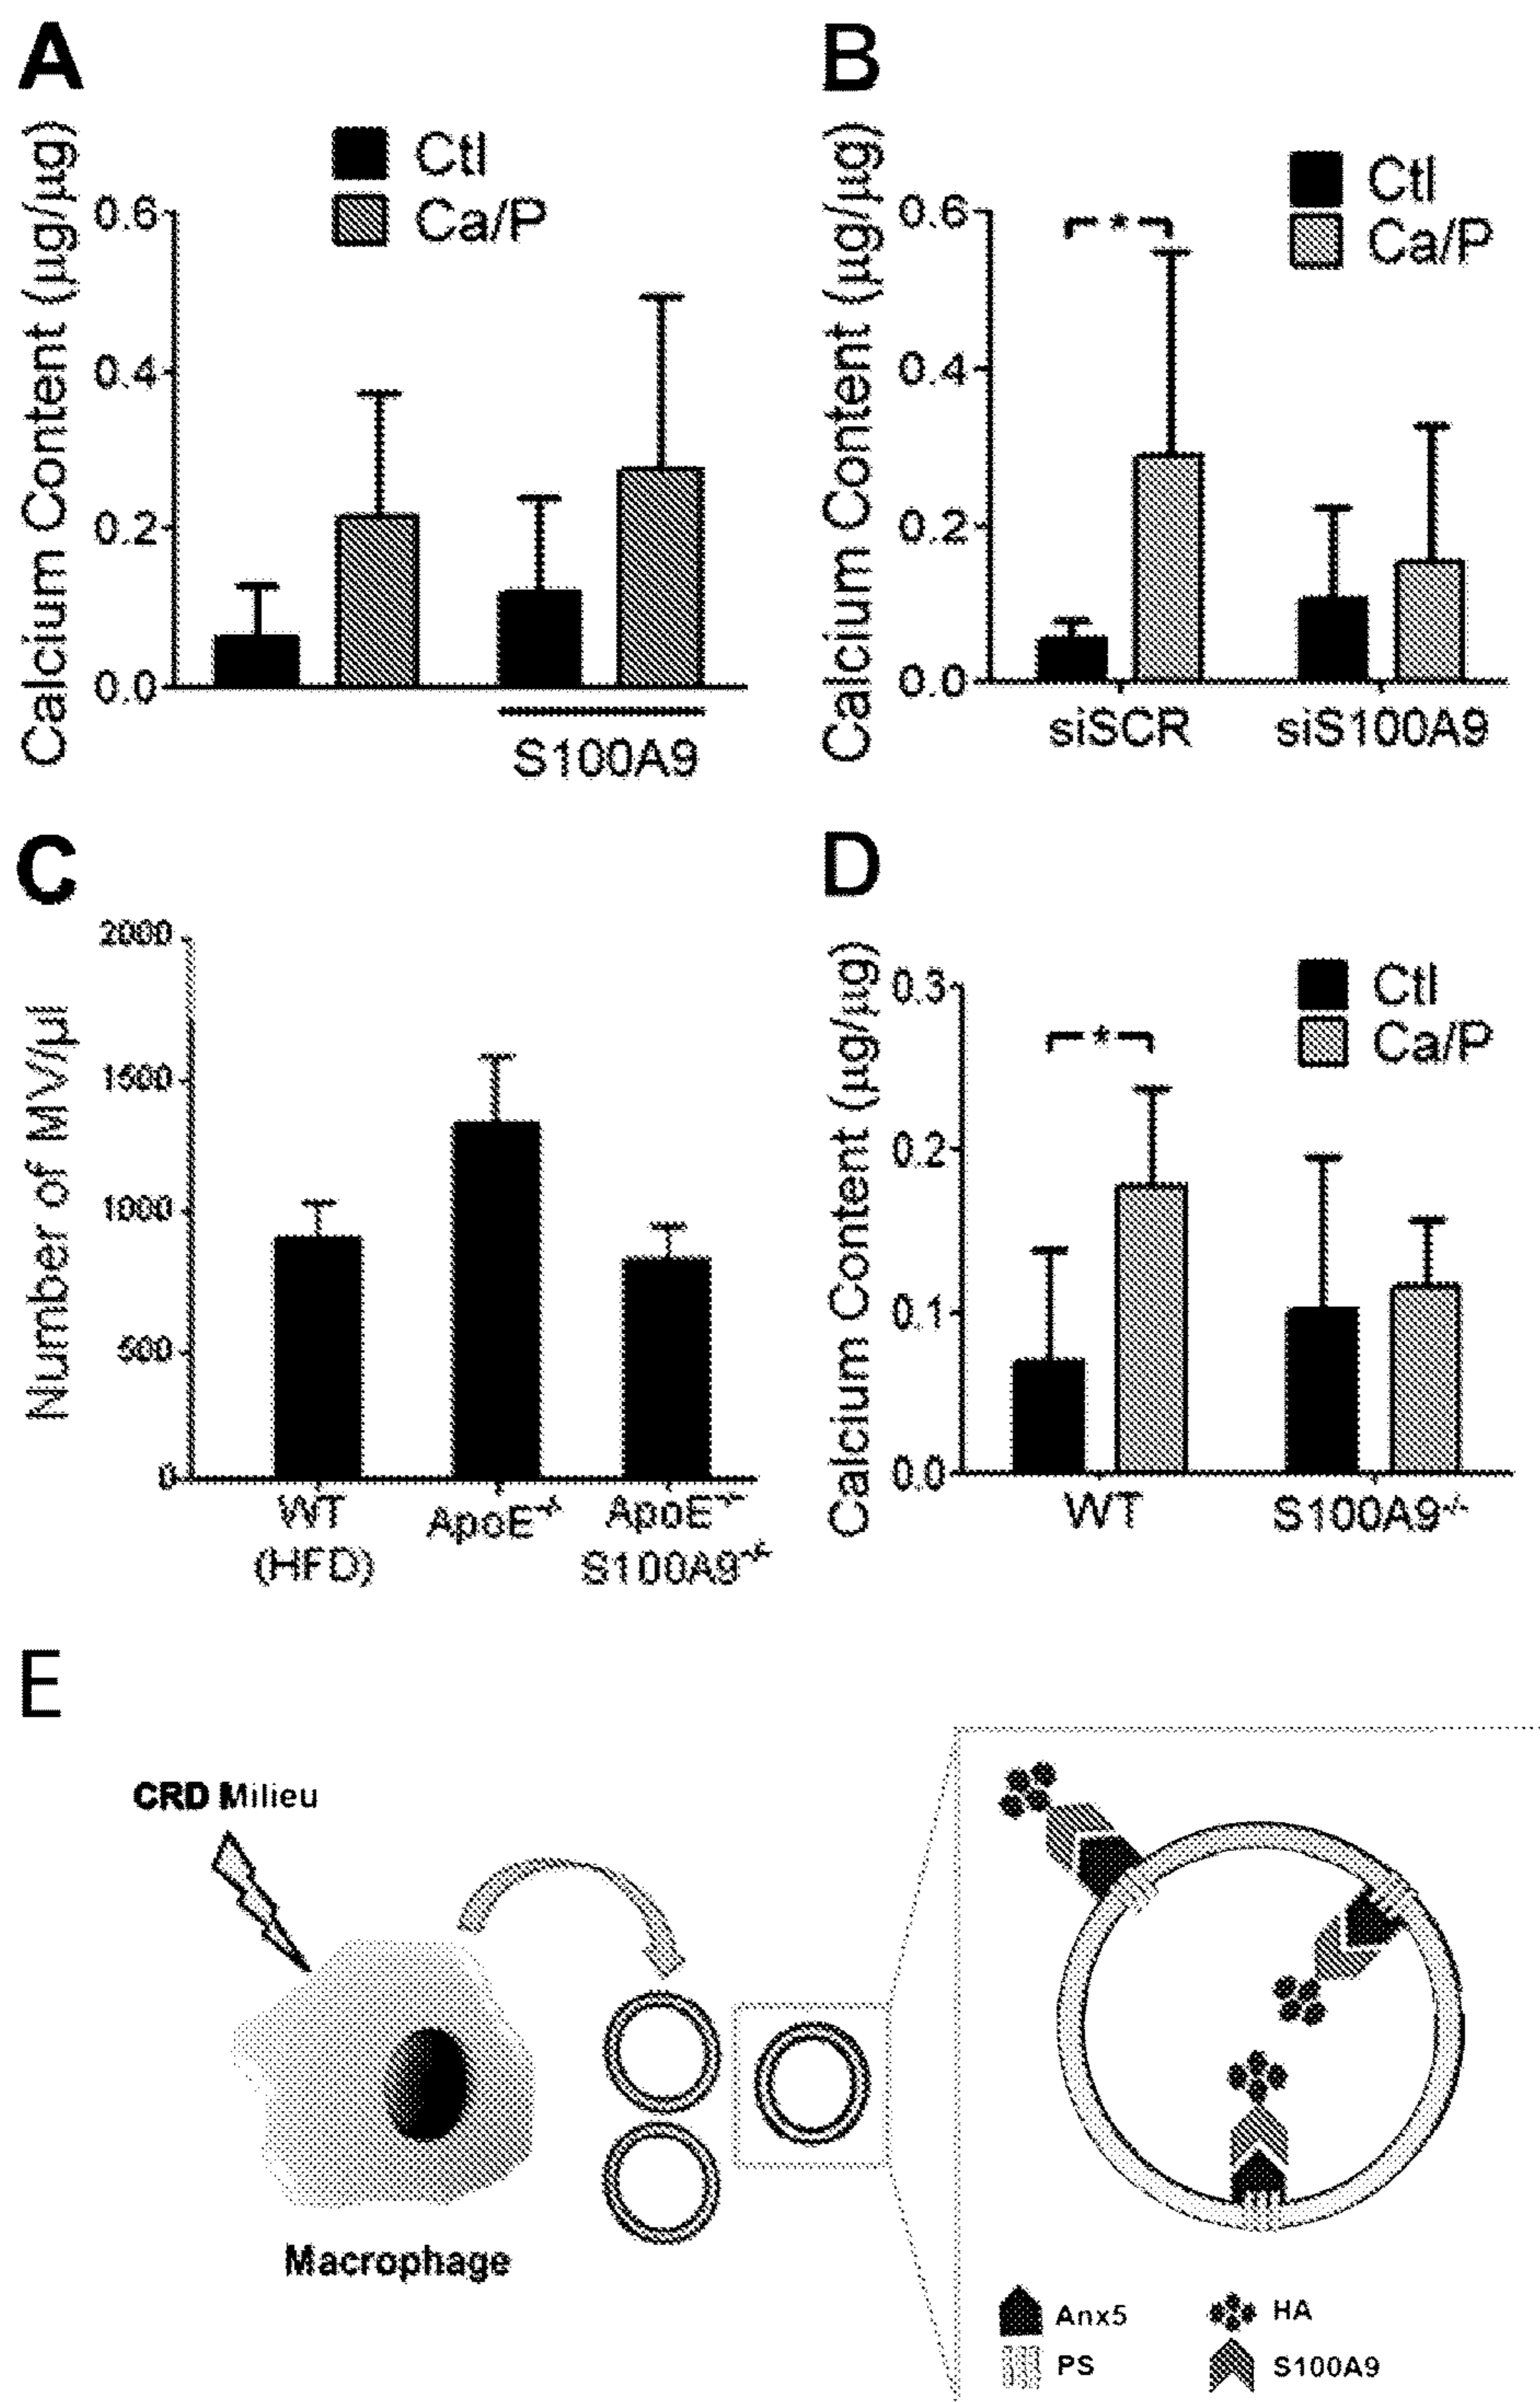 A
Ctl
Ca/P
Calcium Content (µg/µg)
0.6
0.4
0.2
0.0
S100A9
B
Ctl
Ca/P
Calcium Content (µg/µg)
0.6
*
0.4
0.2
0.0
siSCR
siS100A9
C
Number of MV/µl
2000
1500
1000
500
0
WT
(HFD)
ApoE-/-
ApoE-/-
S100A9-/-
D
Ctl
Ca/P
Calcium Content (µg/µg)
0.3
*
0.2
0.1
0.0
WT
S100A9-/-
E
CRD Milieu
Macrophage
Anx5
HA
PS
S100A9